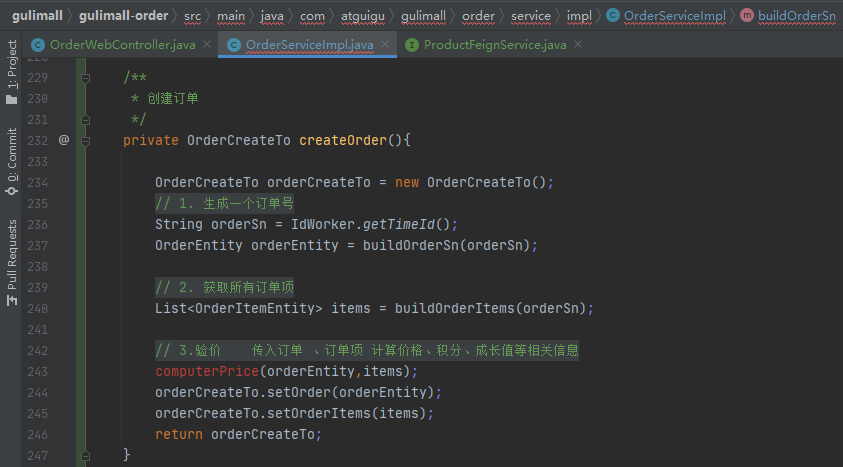 gulimall gulimall-order src main java com atguigu gulimall order service impl OrderServiceImpl buildOrderSn
OrderWebController.java OrderServiceImpl.java ProductFeignService.java
1: Project
0: Commit
Pull Requests
228
229 /**
230 * 创建订单
231 */
232 @ private OrderCreateTo createOrder(){
233
234 OrderCreateTo orderCreateTo = new OrderCreateTo();
235 // 1. 生成一个订单号
236 String orderSn = IdWorker.getTimeId();
237 OrderEntity orderEntity = buildOrderSn(orderSn);
238
239 // 2. 获取所有订单项
240 List<OrderItemEntity> items = buildOrderItems(orderSn);
241
242 // 3.验价 传入订单 、订单项 计算价格、积分、成长值等相关信息
243 computerPrice(orderEntity,items);
244 orderCreateTo.setOrder(orderEntity);
245 orderCreateTo.setOrderItems(items);
246 return orderCreateTo;
247 }